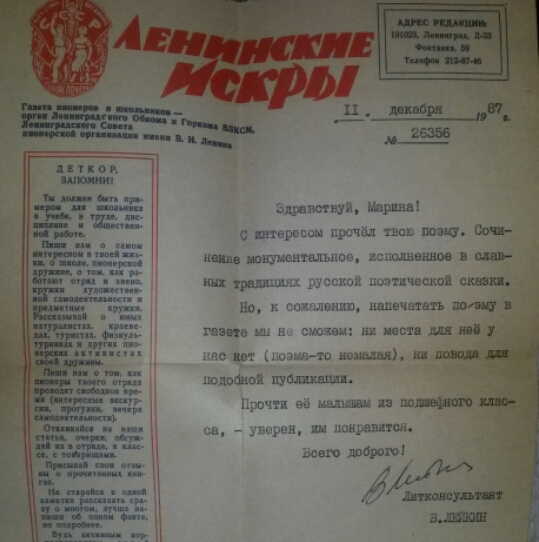 СССР
ЗНАК ПОЧЕТА
ЛЕНИНСКИЕ
ИСКРЫ
АДРЕС РЕДАКЦИИ:
191023, Ленинград, Д-23
Фонтанка, 59
Телефон 212-87-46
Газета пионеров и школьников —
орган Ленинградского Обкома и Горкома ВЛКСМ,
Ленинградского Совета
пионерской организации имени В. И. Ленина
11 . декабря 1987 г.
№ 26356
ДЕТКОР,
ЗАПОМНИ!
Ты должен быть при-
мером для школьников
в учебе, в труде, дис-
циплине и общественн-
ой работе.
Пиши нам о самом
интересном в твоей жиз-
ни, о школе, пионерской
дружине, о том, как ра-
ботают отряд и звено,
кружки художествен-
ной самодеятельности и
предметные кружки.
Рассказывай о юных
натуралистах, краеве-
дах, туристах, физкуль-
турниках и других пио-
нерских активистах
своей дружины.
Пиши нам о том, как
пионеры твоего отряда
проводят свободное вре-
мя (интересные экскур-
сии, прогулки, вечера
самодеятельности).
Откликайся на наши
статьи, очерки, обсуж-
дай их в отряде, в клас-
се, с товарищами.
Присылай свои отзы-
вы о прочитанных кни-
гах.
Не старайся в одной
заметке рассказать сра-
зу о многом, лучше на-
пиши об одном факте,
но подробнее.
Будь активным кор-
Здравствуй, Марина!
С интересом прочёл твою поэму. Сочи-
нение монументальное, исполненное в слав-
ных традициях русской поэтической сказки.
Но, к сожалению, напечатать поэму в
газете мы не сможем: ни места для неё у
нас нет (поэма-то немалая), ни повода для
подобной публикации.
Прочти её малышам из подшефного клас-
са, - уверен, им понравится.
Всего доброго!
Литконсультант
В.ЛЕЙКИН